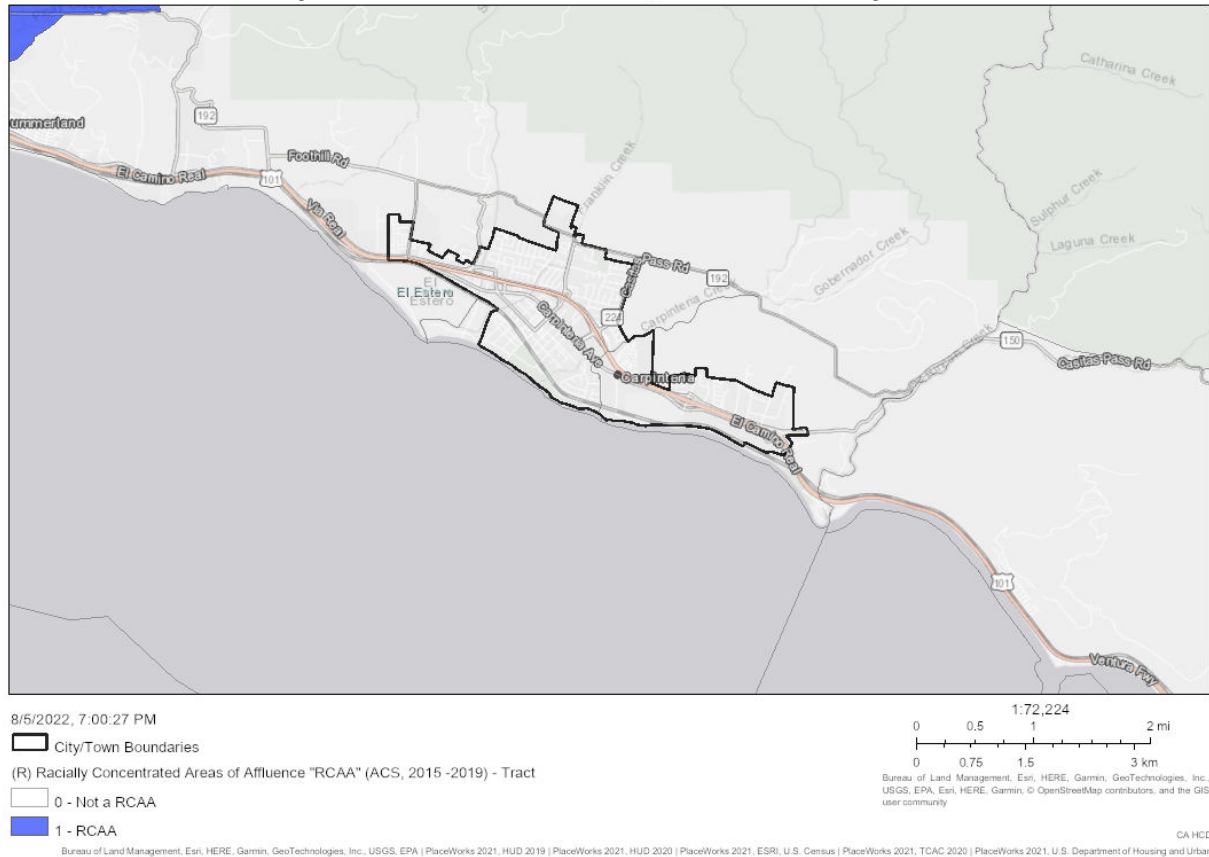 Catharina Creek
192
ummerland
Foothill Rd
El Camino Real
101
Franklin Creek
Sulphur Creek
Via Real
Laguna Creek
Pass Rd
192
Gobernador Creek
El Estero
El
Estero
Casitas
Carpinteria Creek
224
Carpinteria Ave
150
Casitas Pass Rd
Carpinteria
El Camino Real
101
Ventura Fwy
8/5/2022, 7:00:27 PM
City/Town Boundaries
(R) Racially Concentrated Areas of Affluence "RCAA" (ACS, 2015 -2019) - Tract
0 - Not a RCAA
1 - RCAA
1:72,224
0 0.5 1 2 mi
0 0.75 1.5 3 km
Bureau of Land Management, Esri, HERE, Garmin, GeoTechnologies, Inc.,
USGS, EPA, Esri, HERE, Garmin, © OpenStreetMap contributors, and the GIS
user community
CA HCD
Bureau of Land Management, Esri, HERE, Garmin, GeoTechnologies, Inc., USGS, EPA | PlaceWorks 2021, HUD 2019 | PlaceWorks 2021, HUD 2020 | PlaceWorks 2021, ESRI, U.S. Census | PlaceWorks 2021, TCAC 2020 | PlaceWorks 2021, U.S. Department of Housing and Urban